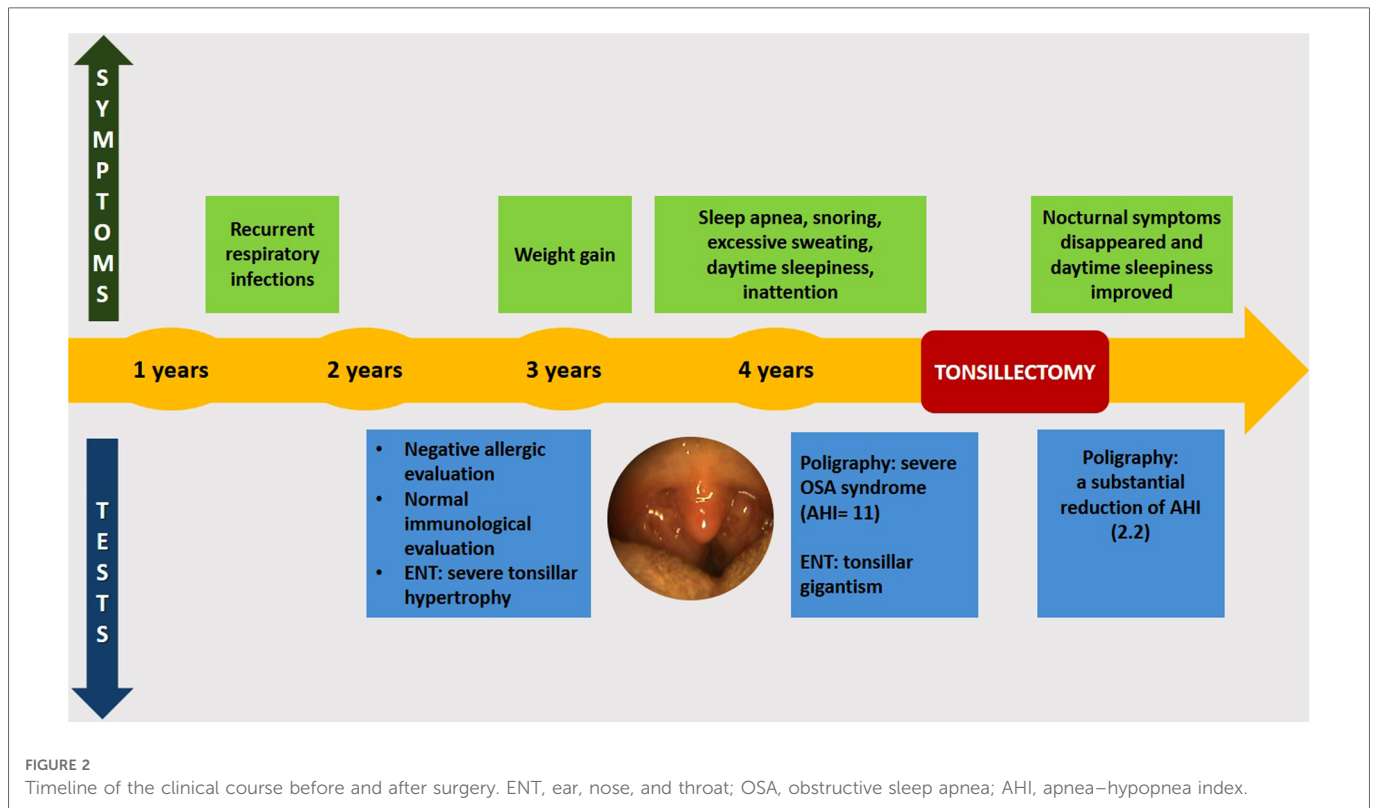 SYMPTOMS
Recurrent
respiratory
infections
Weight gain
Sleep apnea, snoring,
excessive sweating,
daytime sleepiness,
inattention
Nocturnal symptoms
disappeared and
daytime sleepiness
improved
1 years
2 years
3 years
4 years
TONSILLECTOMY
TESTS
• Negative allergic
evaluation
• Normal
immunological
evaluation
• ENT: severe tonsillar
hypertrophy
Poligraphy: severe
OSA syndrome
(AHI= 11)
ENT: tonsillar
gigantism
Poligraphy:
a substantial
reduction of AHI
(2.2)
FIGURE 2
Timeline of the clinical course before and after surgery. ENT, ear, nose, and throat; OSA, obstructive sleep apnea; AHI, apnea–hypopnea index.